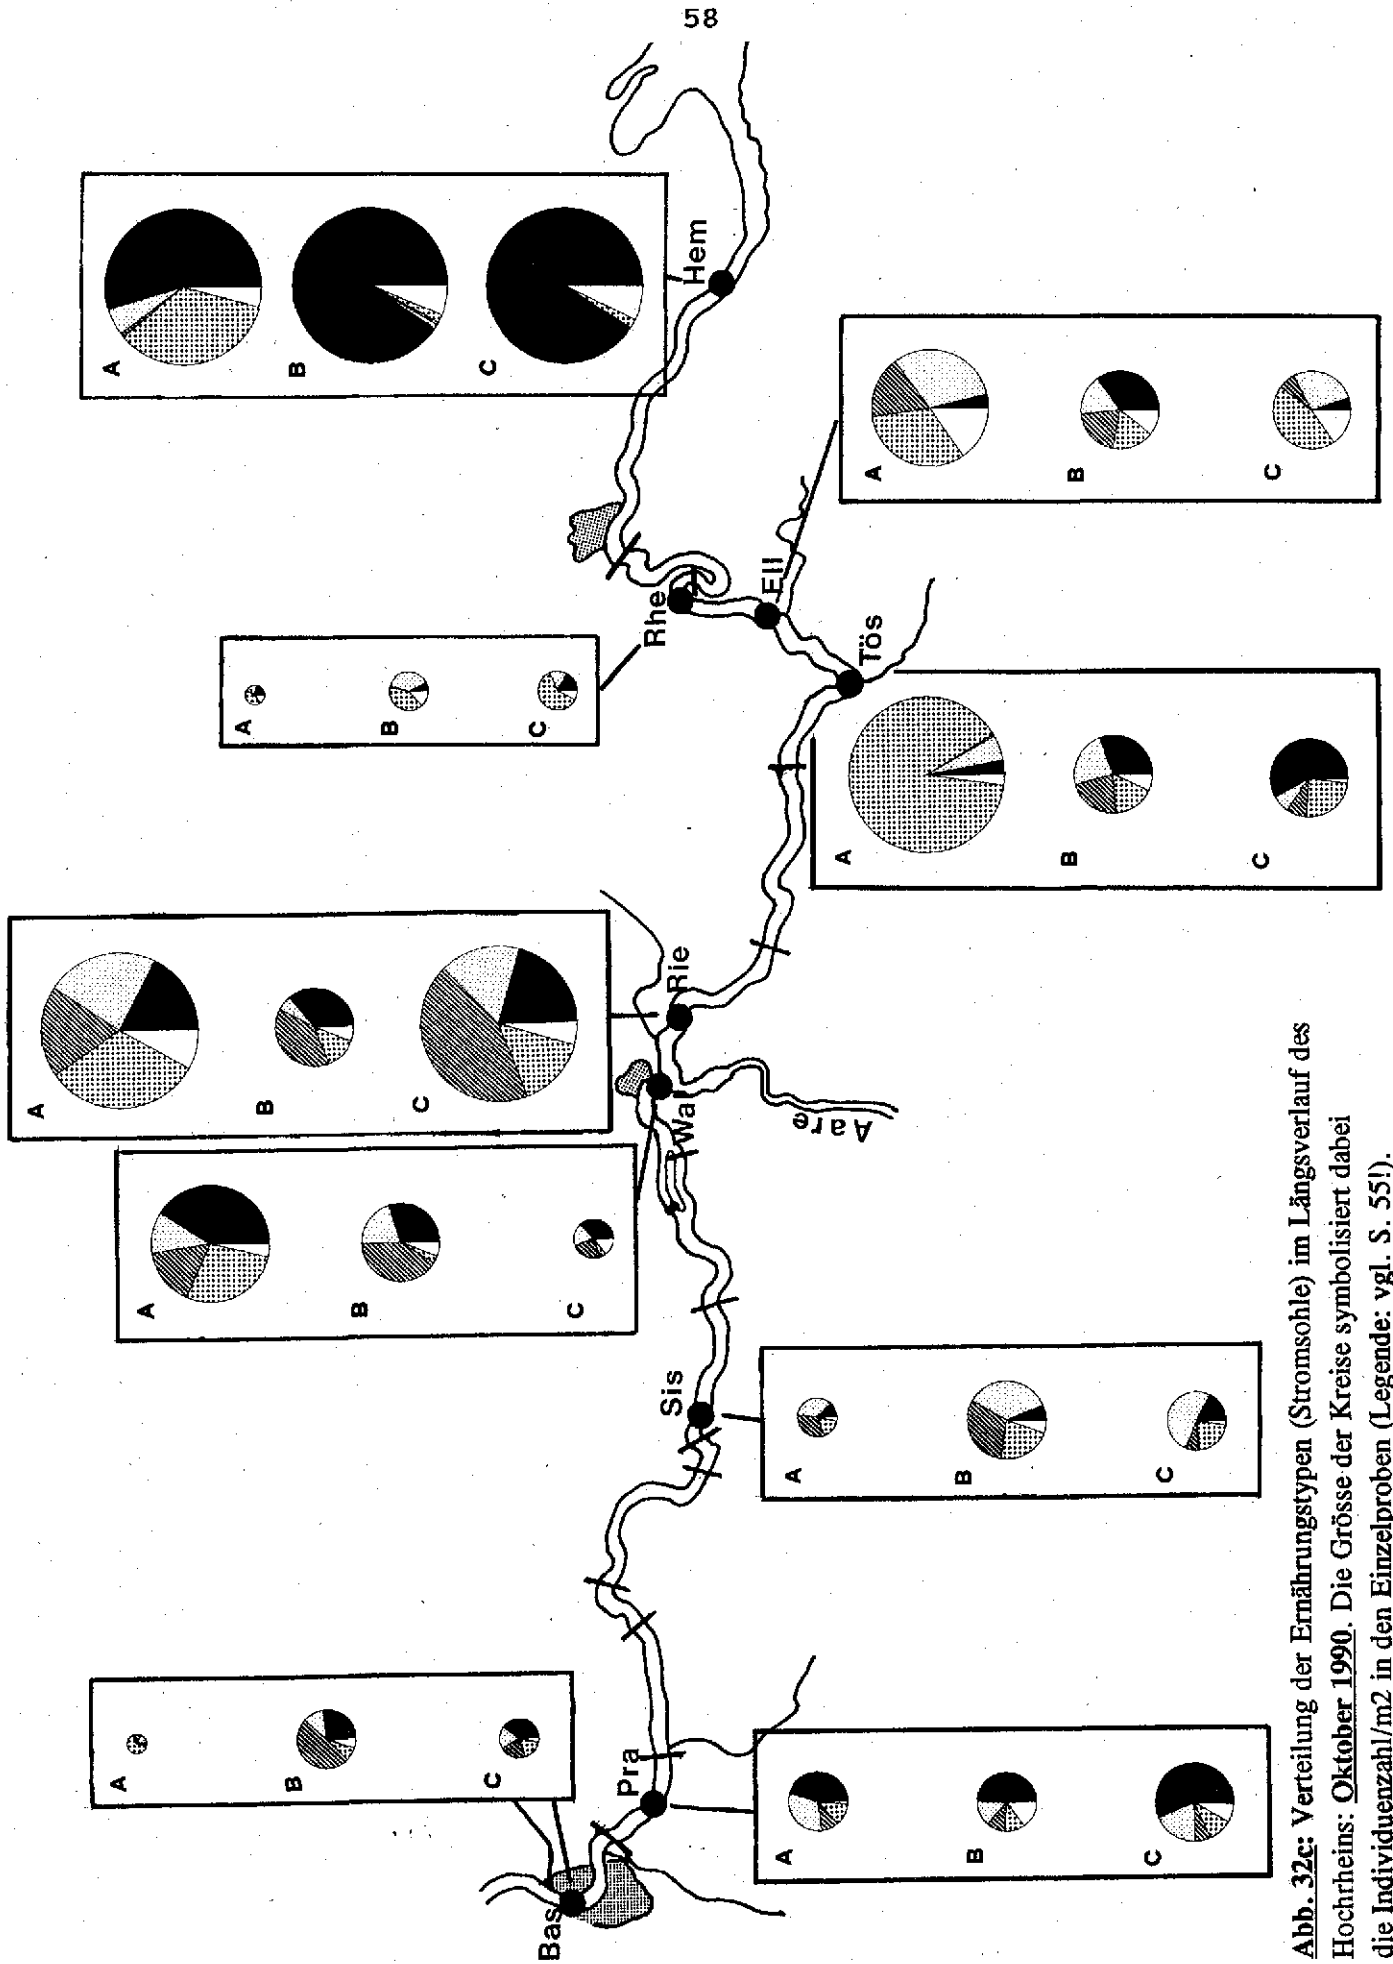 58
A
B
C
Hem
A
B
C
Rhe
Ell
A
B
C
Tös
A
B
C
Rie
A
B
C
Wal
A
B
C
Aare
Sis
A
B
C
A
B
C
Pra
Bas
A
B
C
Abb. 32c: Verteilung der Ernährungstypen (Stromsohle) im Längsverlauf des
Hochrheins: Oktober 1990. Die Grösse der Kreise symbolisiert dabei
die Individuenzahl/m2 in den Einzelproben (Legende: vgl. S. 55!).